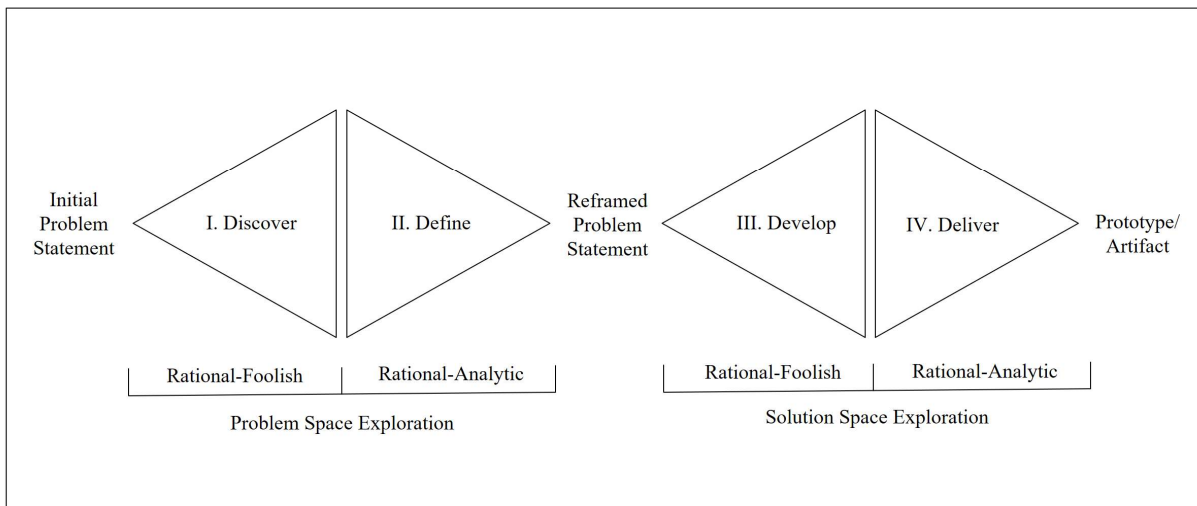 Initial
Problem
Statement
I. Discover
II. Define
Reframed
Problem
Statement
III. Develop
IV. Deliver
Prototype/
Artifact
Rational-Foolish
Rational-Analytic
Rational-Foolish
Rational-Analytic
Problem Space Exploration
Solution Space Exploration